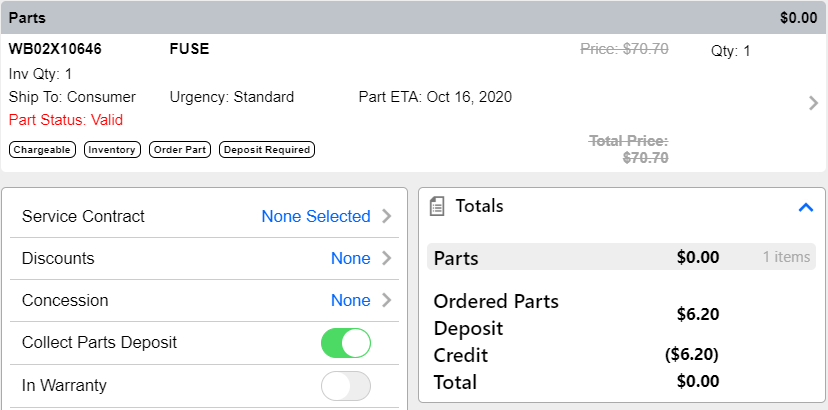 Parts $0.00
WB02X10646 FUSE Price: $70.70 Qty: 1
Inv Qty: 1
Ship To: Consumer Urgency: Standard Part ETA: Oct 16, 2020
Part Status: Valid
Chargeable Inventory Order Part Deposit Required
Total Price:
$70.70
Service Contract None Selected
Discounts None
Concession None
Collect Parts Deposit
In Warranty
Totals
Parts $0.00 1 items
Ordered Parts
Deposit $6.20
Credit ($6.20)
Total $0.00